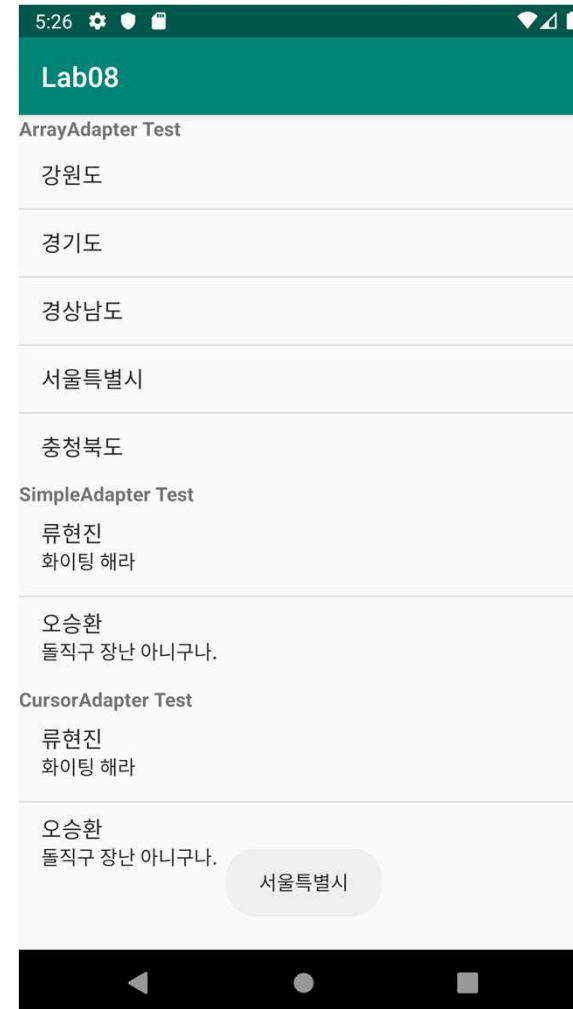 5:26
Lab08
ArrayAdapter Test
강원도
경기도
경상남도
서울특별시
충청북도
SimpleAdapter Test
류현진
화이팅 해라
오승환
돌직구 장난 아니구나.
CursorAdapter Test
류현진
화이팅 해라
오승환
돌직구 장난 아니구나.
서울특별시